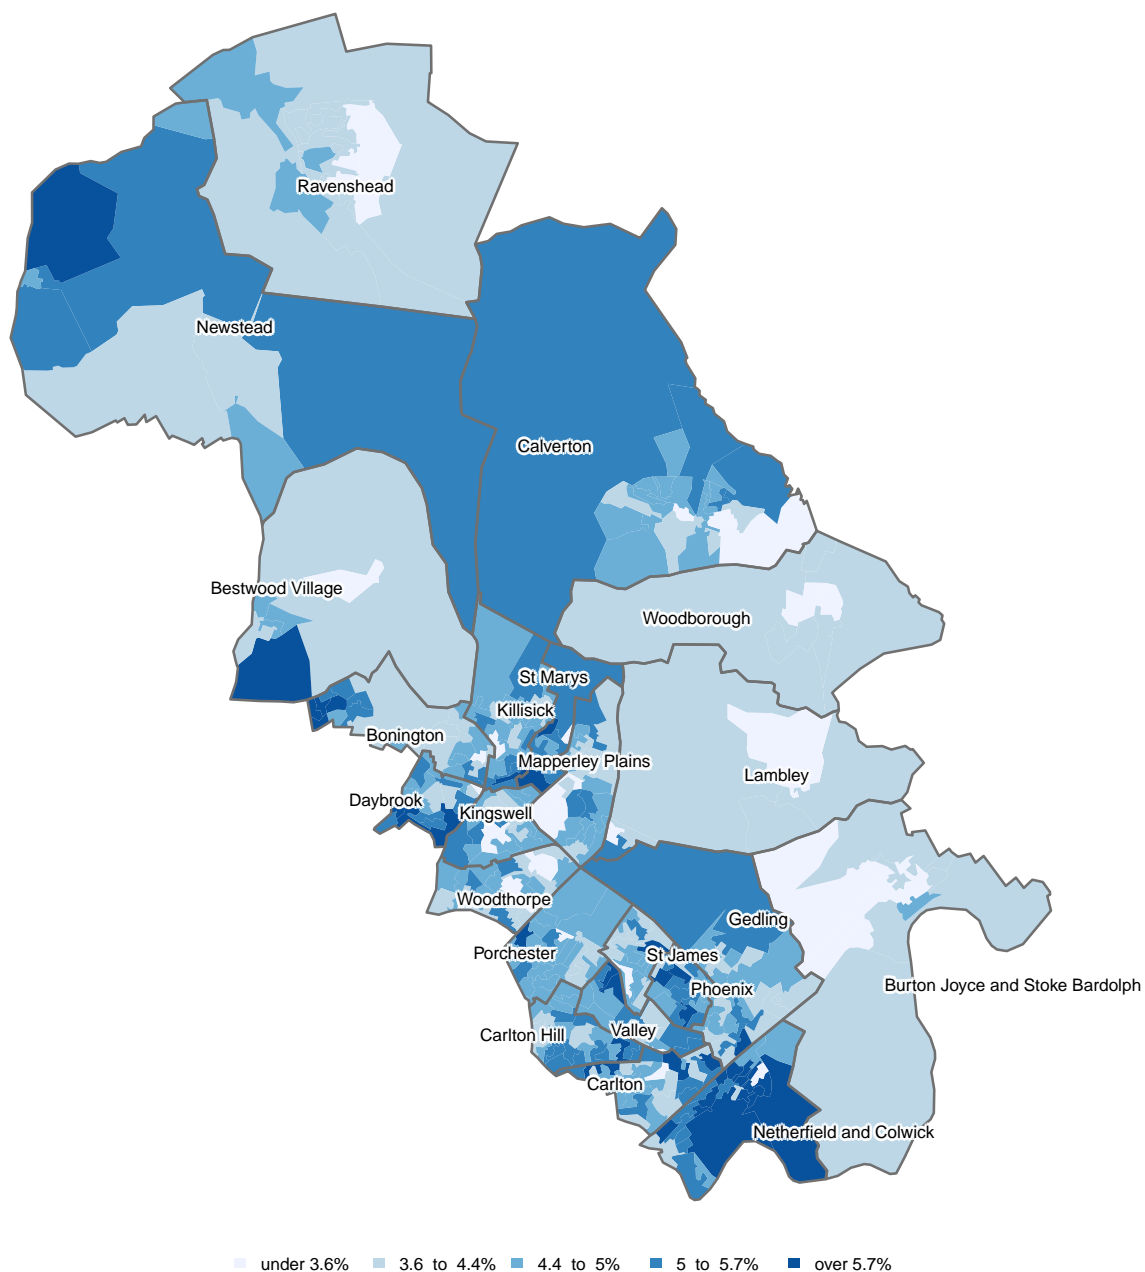 Ravenshead
Newstead
Calverton
Bestwood Village
Woodborough
St Marys
Killisick
Bonington
Mapperley Plains
Lambley
Daybrook
Kingswell
Woodthorpe
Gedling
Porchester
St James
Phoenix
Burton Joyce and Stoke Bardolph
Carlton Hill
Valley
Carlton
Netherfield and Colwick
under 3.6% 3.6 to 4.4% 4.4 to 5% 5 to 5.7% over 5.7%